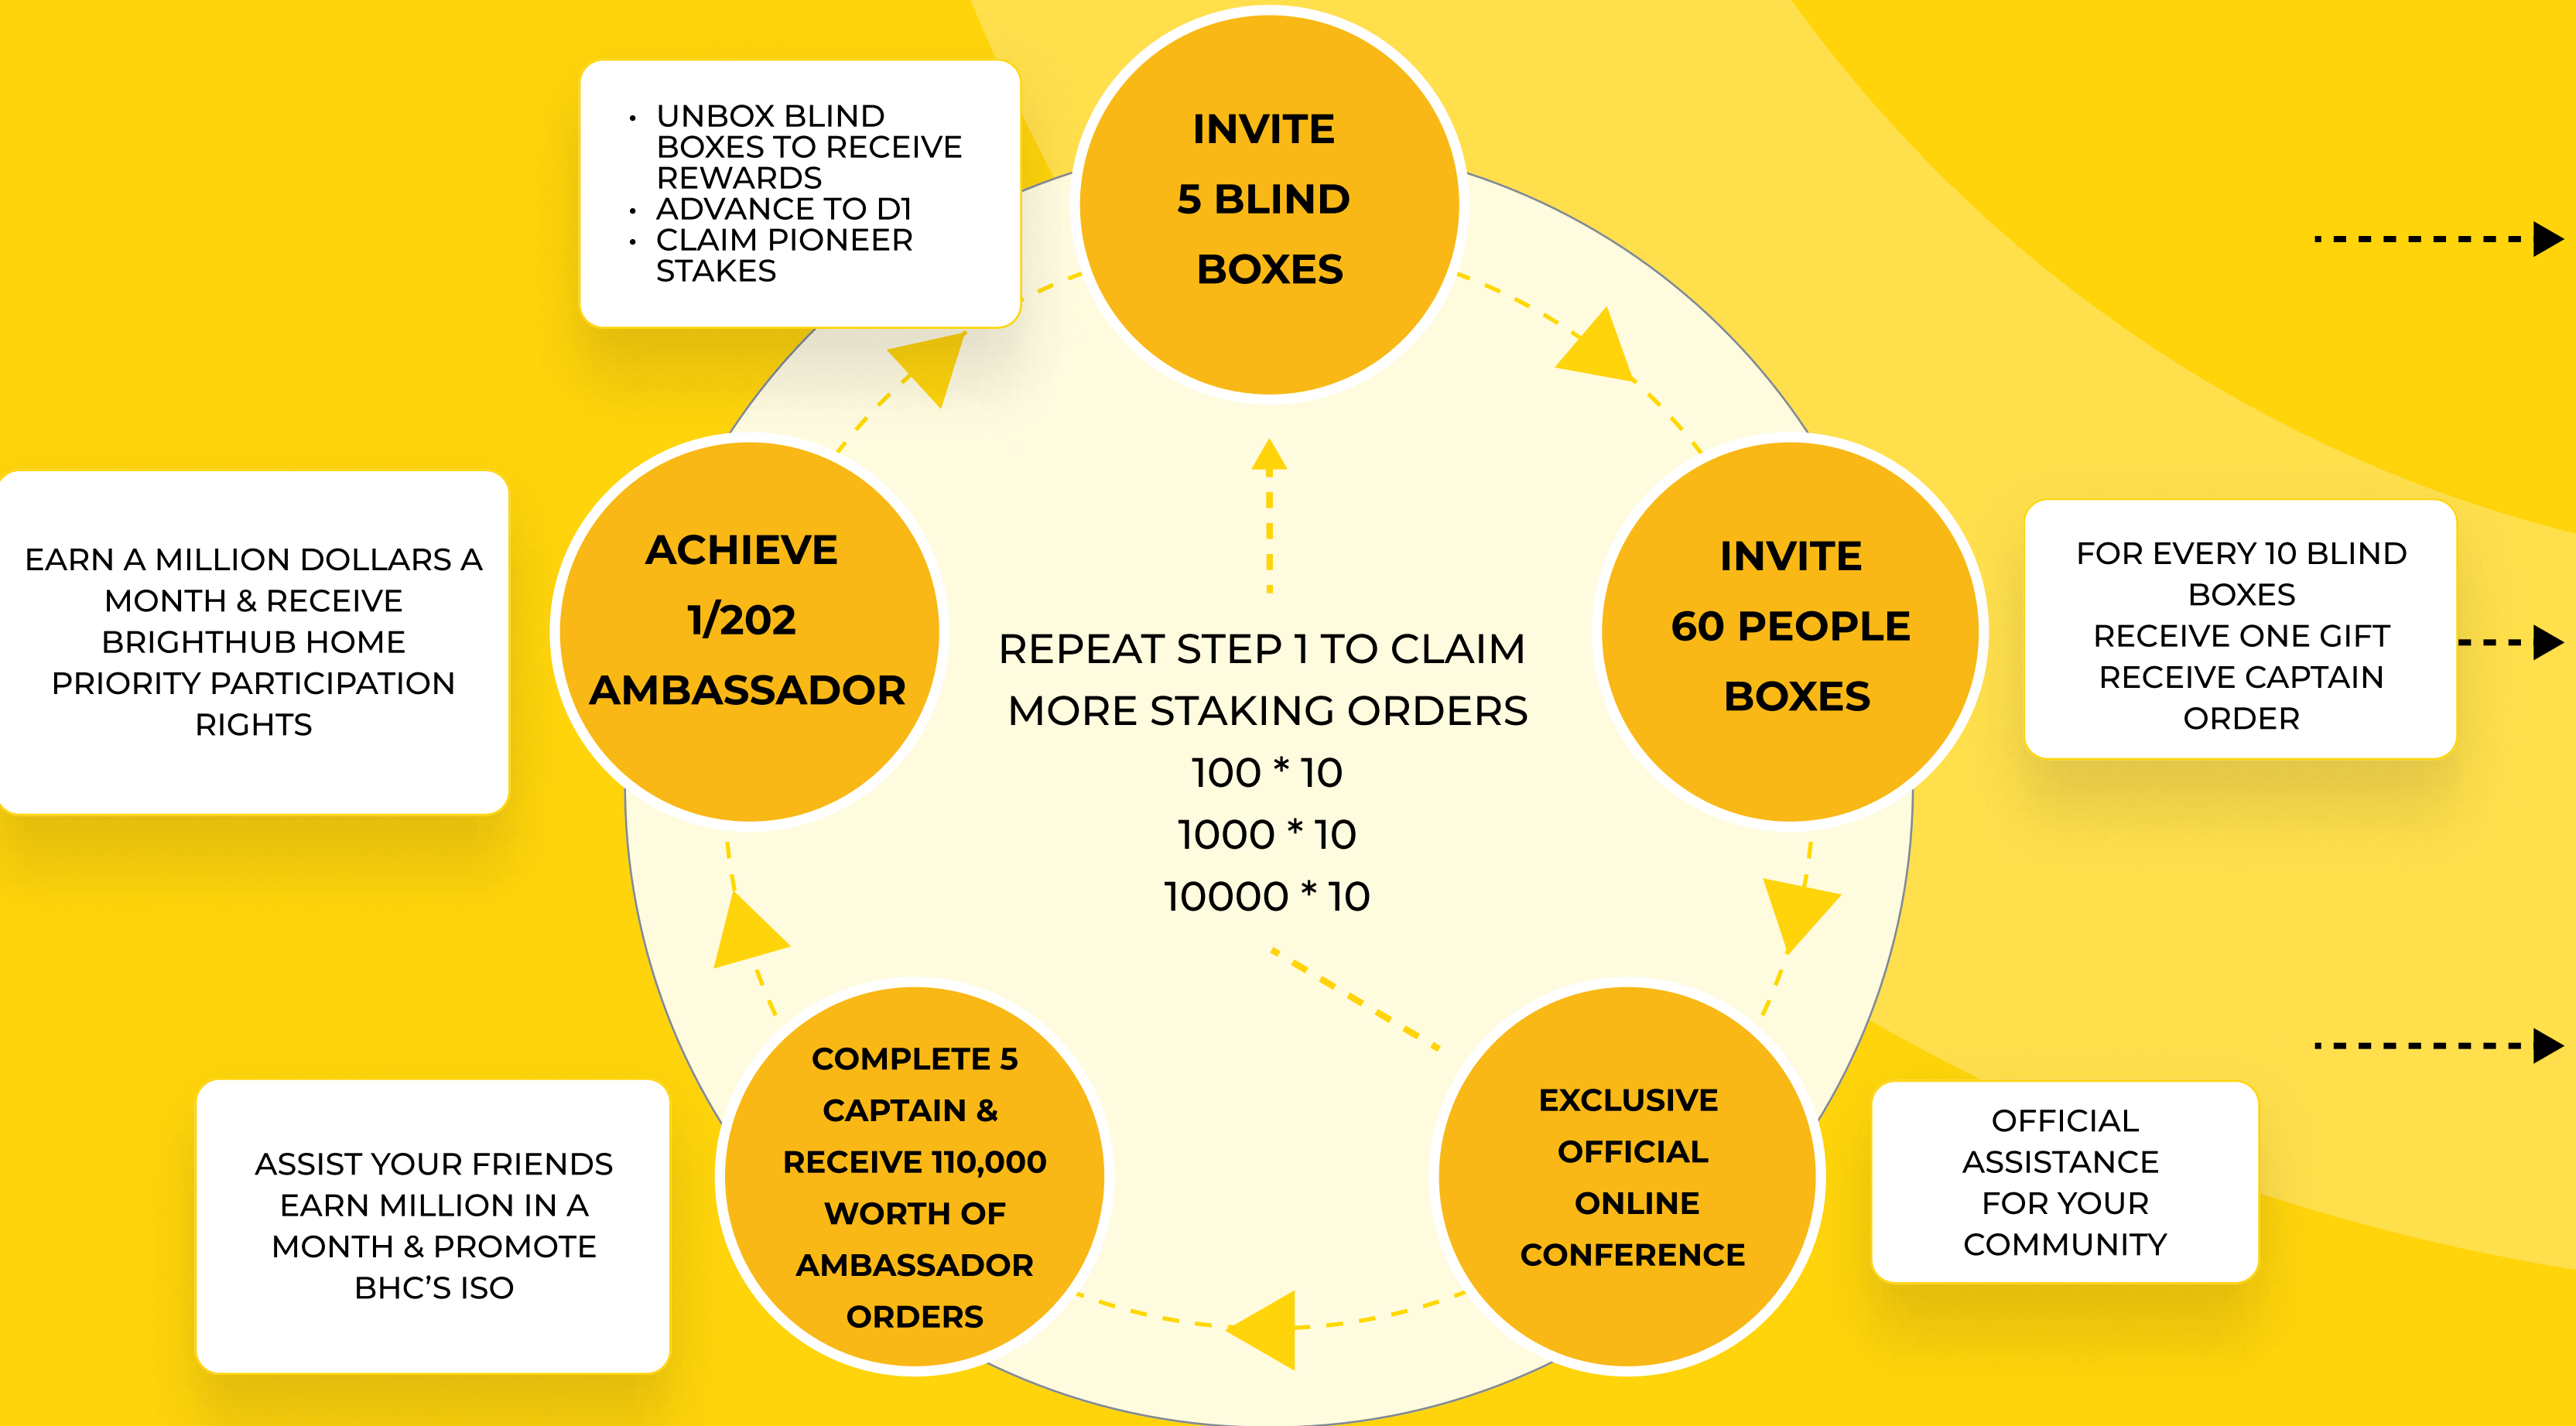 • UNBOX BLIND
BOXES TO RECEIVE
REWARDS
• ADVANCE TO D1
• CLAIM PIONEER
STAKES
INVITE
5 BLIND
BOXES
EARN A MILLION DOLLARS A
MONTH & RECEIVE
BRIGHTHUB HOME
PRIORITY PARTICIPATION
RIGHTS
ACHIEVE
1/202
AMBASSADOR
REPEAT STEP 1 TO CLAIM
MORE STAKING ORDERS
100 * 10
1000 * 10
10000 * 10
INVITE
60 PEOPLE
BOXES
FOR EVERY 10 BLIND
BOXES
RECEIVE ONE GIFT
RECEIVE CAPTAIN
ORDER
ASSIST YOUR FRIENDS
EARN MILLION IN A
MONTH & PROMOTE
BHC’S ISO
COMPLETE 5
CAPTAIN &
RECEIVE 110,000
WORTH OF
AMBASSADOR
ORDERS
EXCLUSIVE
OFFICIAL
ONLINE
CONFERENCE
OFFICIAL
ASSISTANCE
FOR YOUR
COMMUNITY